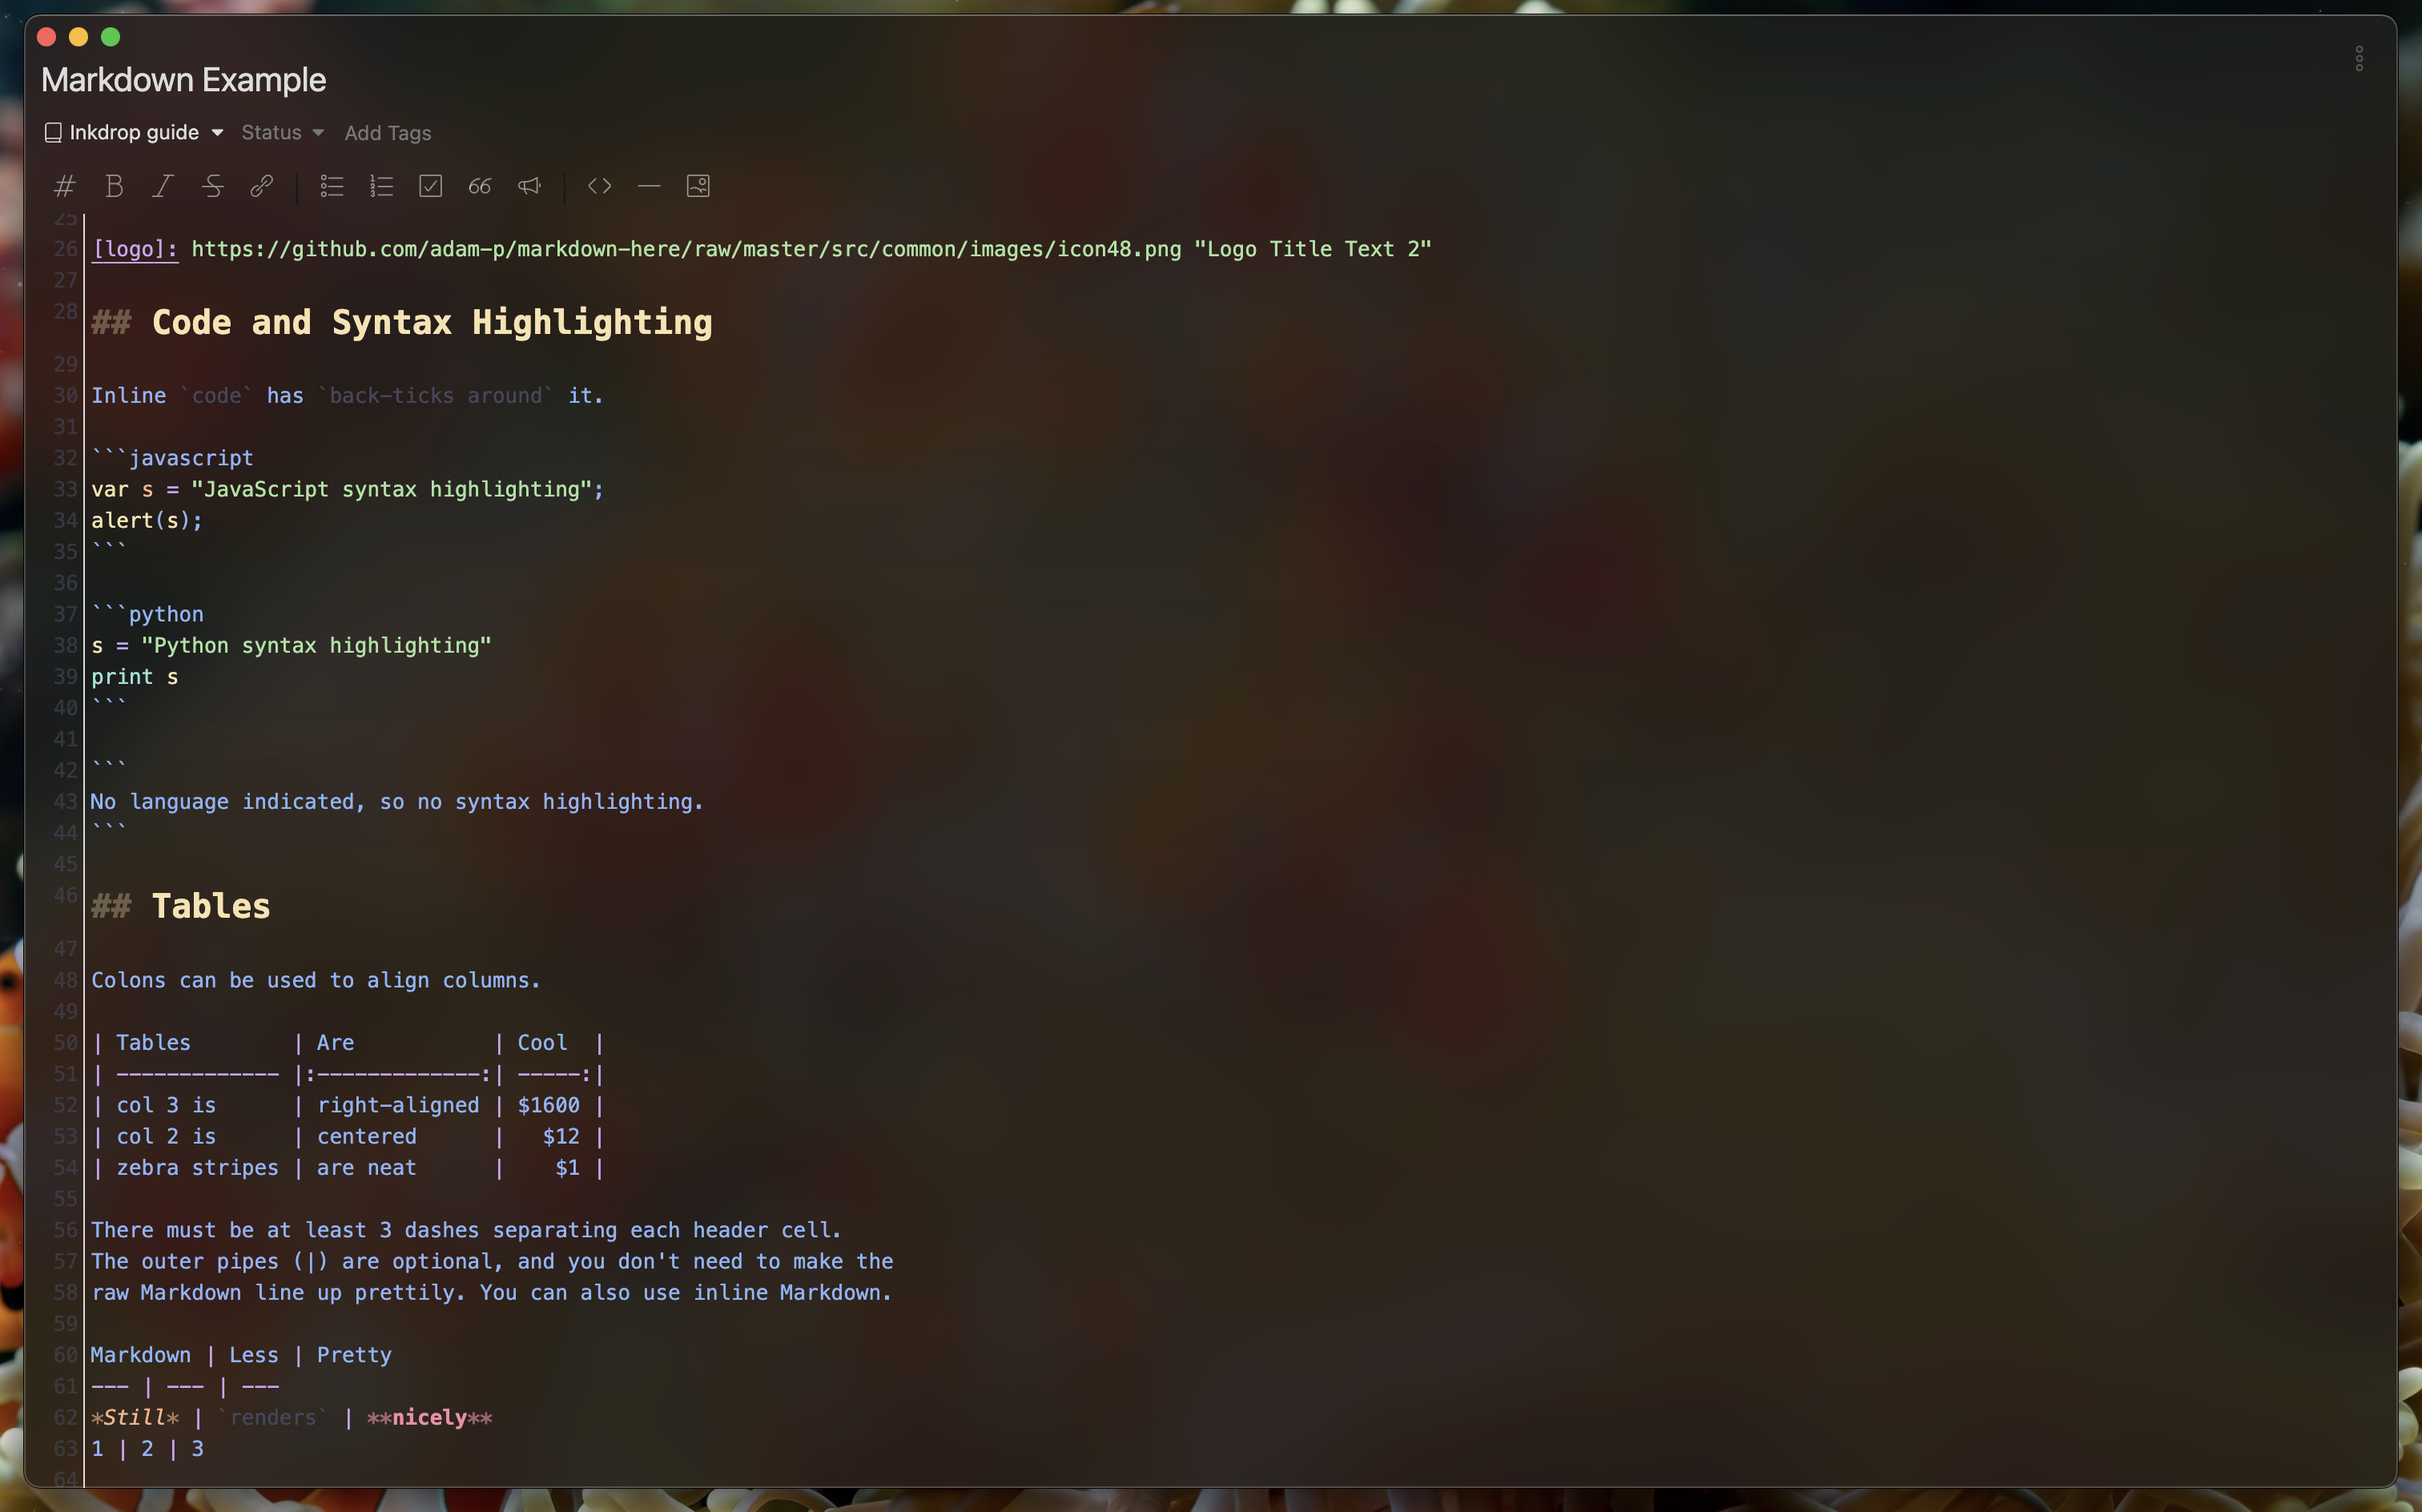 Markdown Example
Inkdrop guide Status Add Tags
25
26 [logo]: https://github.com/adam-p/markdown-here/raw/master/src/common/images/icon48.png "Logo Title Text 2"
27
28 ## Code and Syntax Highlighting
29
30 Inline `code` has `back-ticks around` it.
31
32 ```javascript
33 var s = "JavaScript syntax highlighting";
34 alert(s);
35 ```
36
37 ```python
38 s = "Python syntax highlighting"
39 print s
40 ```
41
42 ```
43 No language indicated, so no syntax highlighting.
44 ```
45
46 ## Tables
47
48 Colons can be used to align columns.
49
50 | Tables        | Are           | Cool  |
51 | ------------- |:-------------:| -----:|
52 | col 3 is      | right-aligned | $1600 |
53 | col 2 is      | centered      |   $12 |
54 | zebra stripes | are neat      |    $1 |
55
56 There must be at least 3 dashes separating each header cell.
57 The outer pipes (|) are optional, and you don't need to make the
58 raw Markdown line up prettily. You can also use inline Markdown.
59
60 Markdown | Less | Pretty
61 --- | --- | ---
62 *Still* | `renders` | **nicely**
63 1 | 2 | 3
64